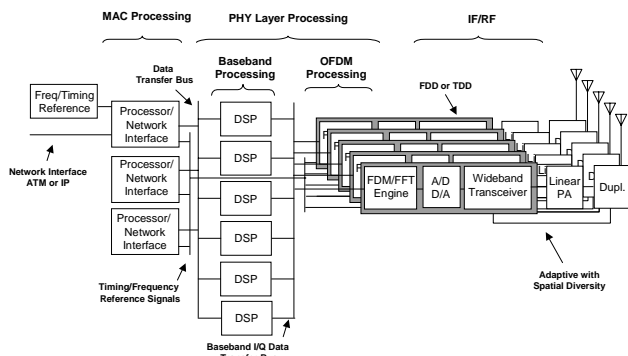 MAC Processing
PHY Layer Processing
IF/RF
Data
Transfer Bus
Baseband
Processing
OFDM
Processing
FDD or TDD
Freq/Timing
Reference
Processor/
Network
Interface
Processor/
Network
Interface
Processor/
Network
Interface
Network Interface
ATM or IP
Timing/Frequency
Reference Signals
DSP
DSP
DSP
DSP
DSP
DSP
Baseband I/Q Data
FDM/FFT
Engine
A/D
D/A
Wideband
Transceiver
Linear
PA
Dupl.
Adaptive with
Spatial Diversity